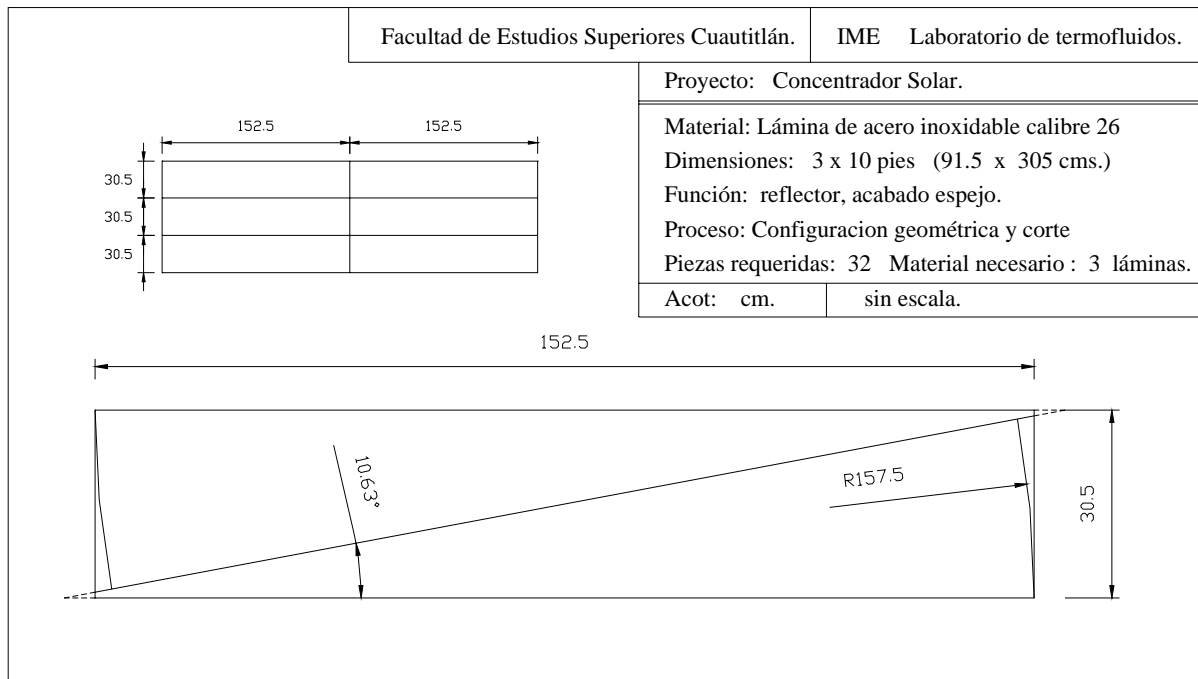 Facultad de Estudios Superiores Cuautitlán. IME Laboratorio de termofluidos.
Proyecto: Concentrador Solar.
Material: Lámina de acero inoxidable calibre 26
Dimensiones: 3 x 10 pies (91.5 x 305 cms.)
Función: reflector, acabado espejo.
Proceso: Configuracion geométrica y corte
Piezas requeridas: 32 Material necesario : 3 láminas.
Acot: cm. sin escala.
152.5 152.5
30.5
30.5
30.5
152.5
10.63°
R157.5
30.5